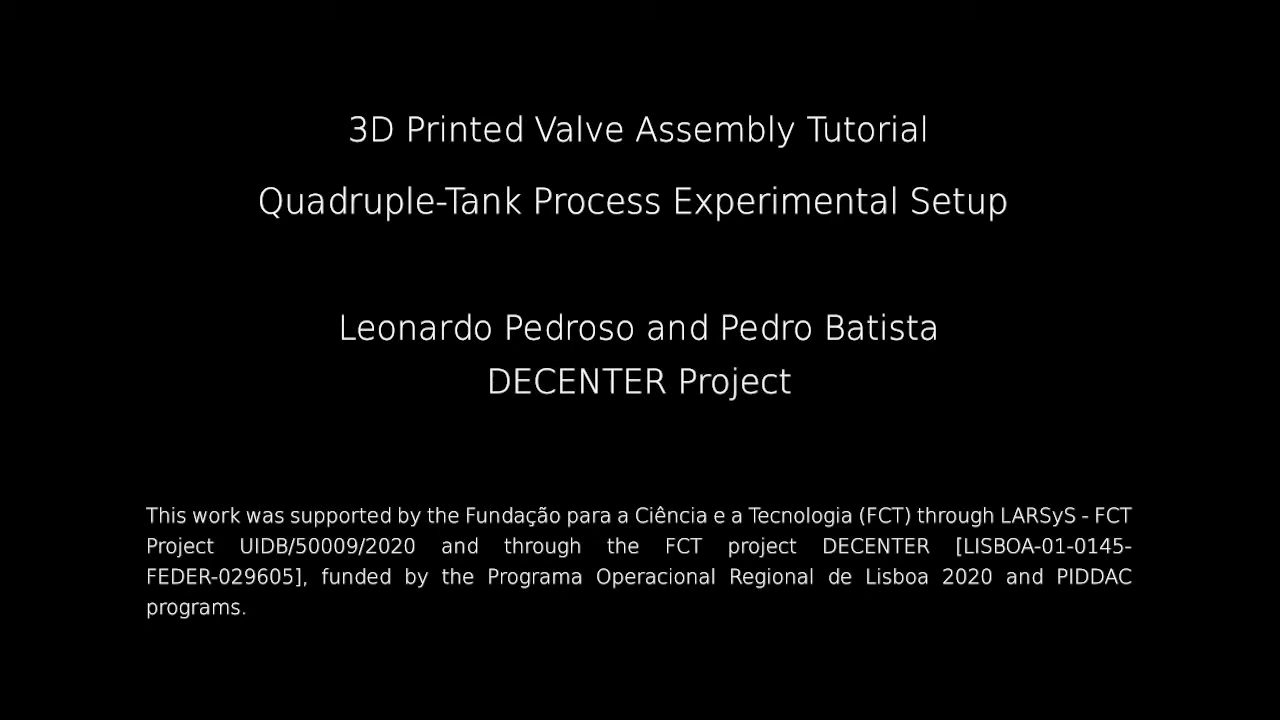 3D Printed Valve Assembly Tutorial
Quadruple-Tank Process Experimental Setup
Leonardo Pedroso and Pedro Batista
DECENTER Project
This work was supported by the Fundação para a Ciência e a Tecnologia (FCT) through LARSyS - FCT
Project UIDB/50009/2020 and through the FCT project DECENTER [LISBOA-01-0145-
FEDER-029605], funded by the Programa Operacional Regional de Lisboa 2020 and PIDDAC
programs.